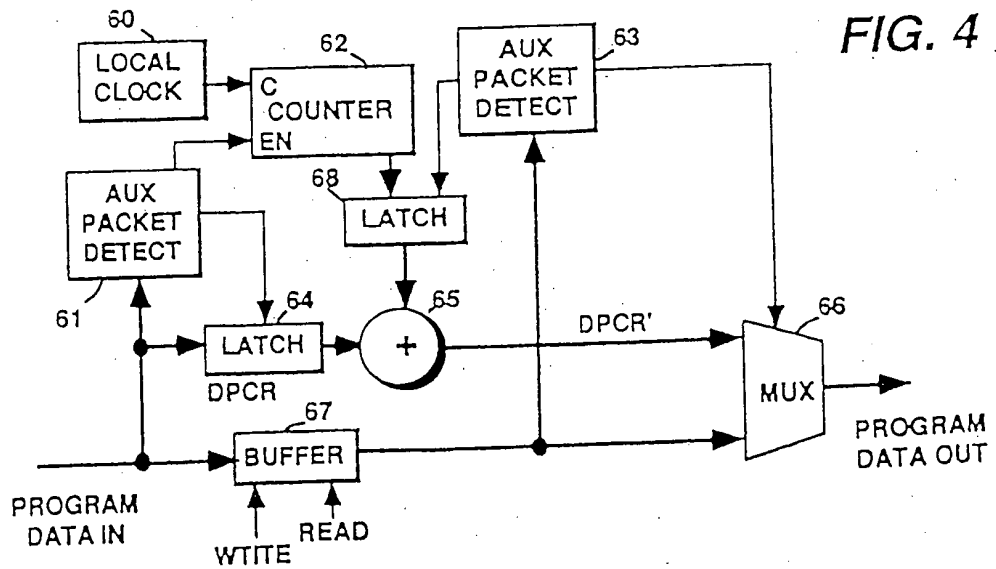 FIG. 4
60
LOCAL
CLOCK
62
C
COUNTER
EN
63
AUX
PACKET
DETECT
61
AUX
PACKET
DETECT
68
LATCH
64
LATCH
DPCR
65
+
DPCR'
66
MUX
67
BUFFER
WTITE
READ
PROGRAM
DATA IN
PROGRAM
DATA OUT